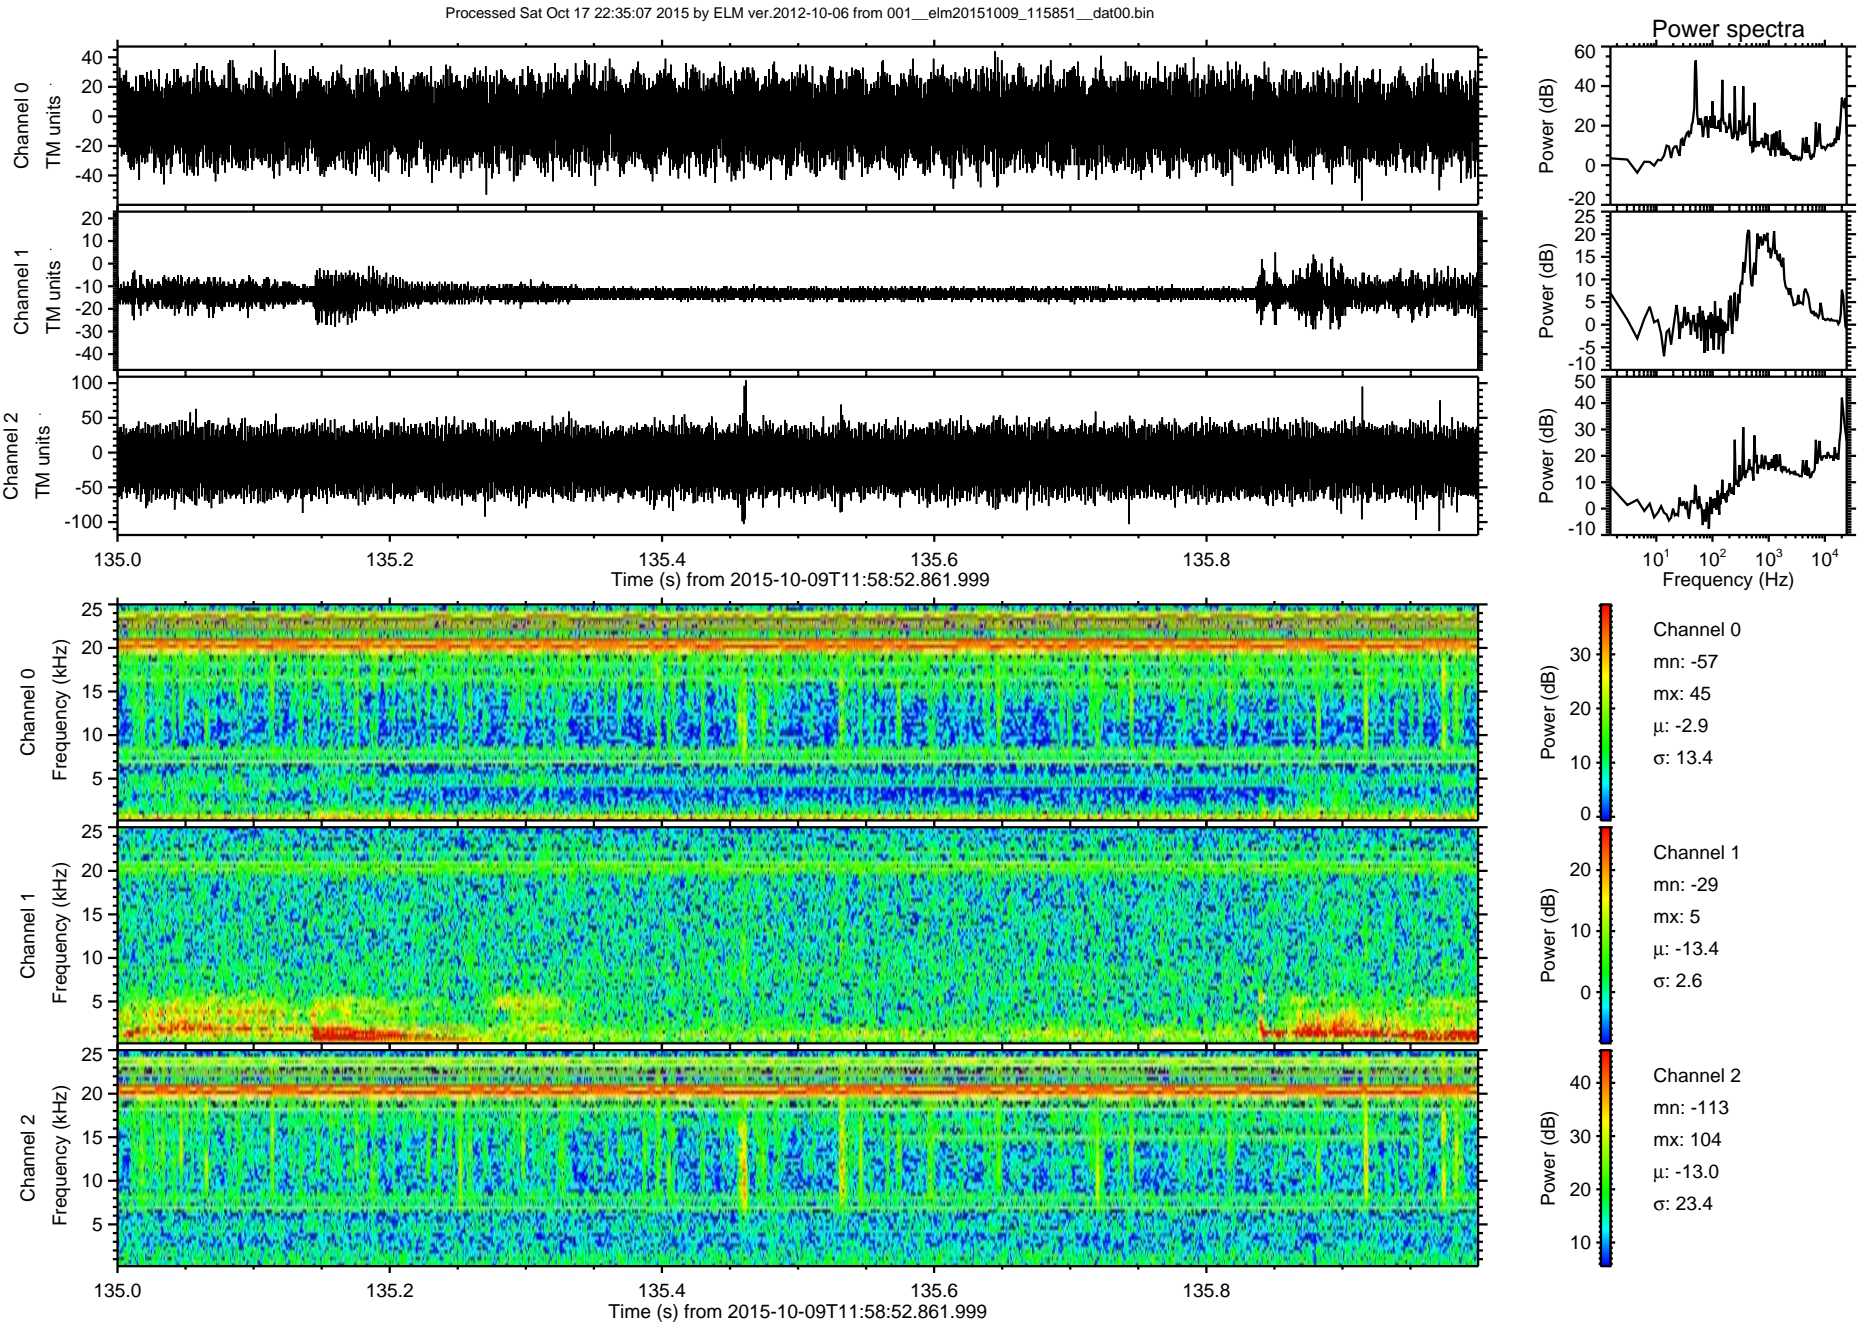 Processed Sat Oct 17 22:35:07 2015 by ELM ver.2012-10-06 from 001__elm20151009_115851__dat00.bin
Power spectra
Channel 0
TM units
40
20
0
-20
-40
Power (dB)
60
40
20
0
-20
Channel 1
TM units
20
10
0
-10
-20
-30
-40
Power (dB)
25
20
15
10
5
0
-5
-10
Channel 2
TM units
100
50
0
-50
-100
Power (dB)
50
40
30
20
10
0
-10
135.0 135.2 135.4 135.6 135.8
Time (s) from 2015-10-09T11:58:52.861.999
10^1 10^2 10^3 10^4
Frequency (Hz)
Channel 0
Frequency (kHz)
25
20
15
10
5
Power (dB)
30
20
10
0
Channel 0
mn: -57
mx: 45
μ: -2.9
σ: 13.4
Channel 1
Frequency (kHz)
25
20
15
10
5
Power (dB)
20
10
0
Channel 1
mn: -29
mx: 5
μ: -13.4
σ: 2.6
Channel 2
Frequency (kHz)
25
20
15
10
5
Power (dB)
40
30
20
10
Channel 2
mn: -113
mx: 104
μ: -13.0
σ: 23.4
135.0 135.2 135.4 135.6 135.8
Time (s) from 2015-10-09T11:58:52.861.999